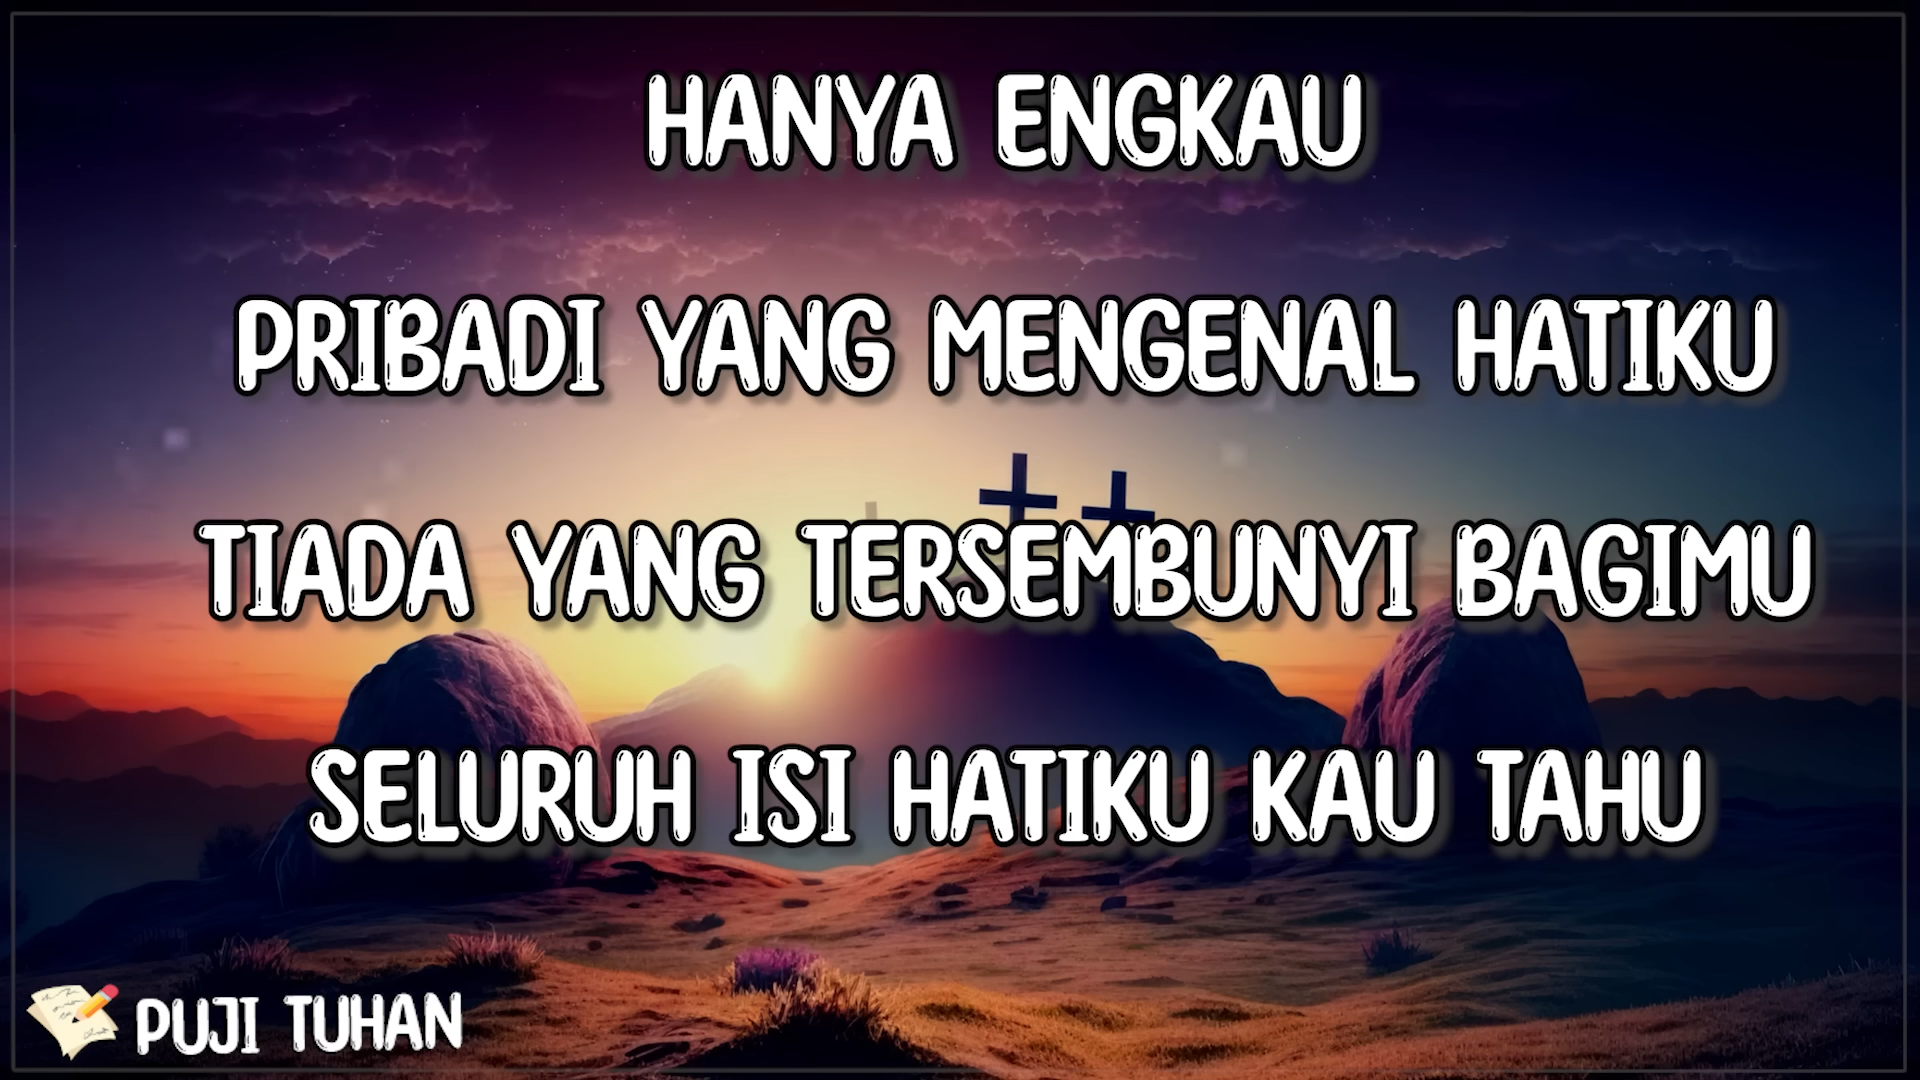 HANYA ENGKAU
PRIBADI YANG MENGENAL HATIKU
TIADA YANG TERSEMBUNYI BAGIMU
SELURUH ISI HATIKU KAU TAHU
PUJI TUHAN